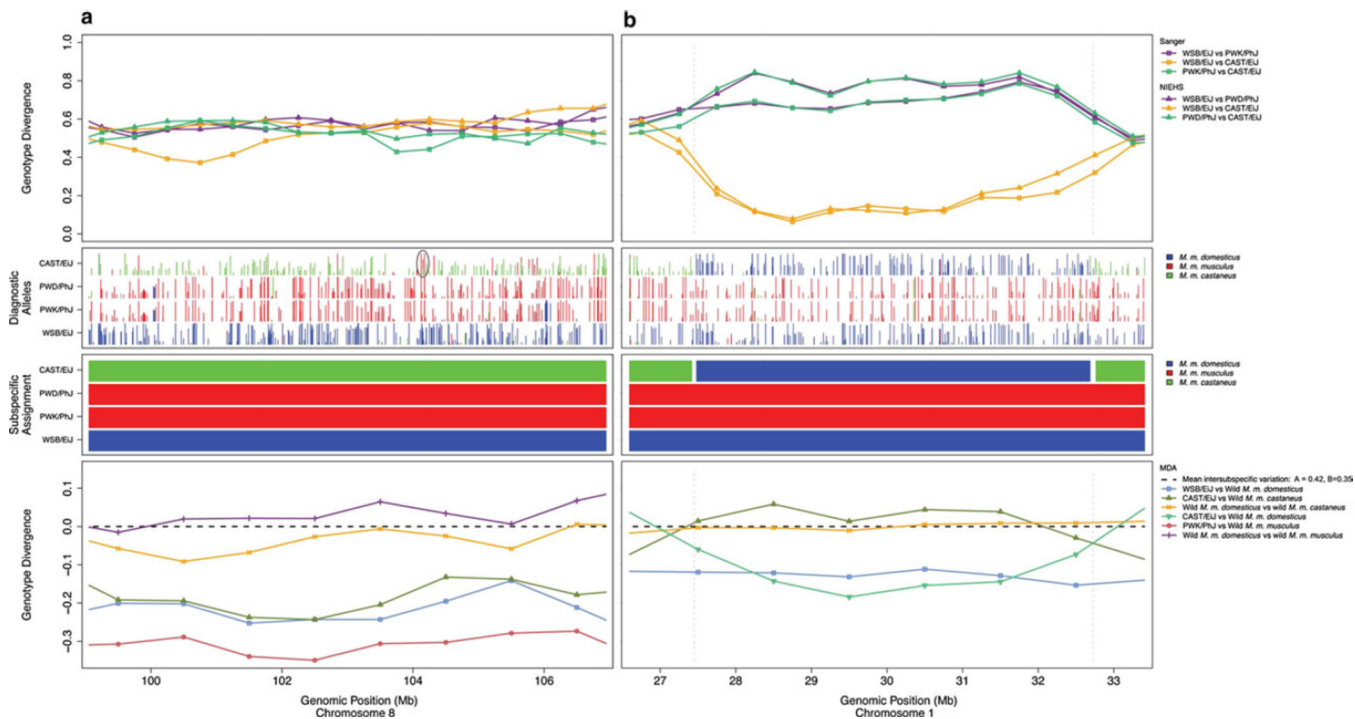 a
b
1.0
0.8
0.6
0.4
0.2
0.0
Genotype Divergence
Sanger
WSB/EiJ vs PWK/PhJ
WSB/EiJ vs CAST/EiJ
PWK/PhJ vs CAST/EiJ
NIEHS
WSB/EiJ vs PWD/PhJ
WSB/EiJ vs CAST/EiJ
PWD/PhJ vs CAST/EiJ
Diagnostic
Alleles
CAST/EiJ
PWD/PhJ
PWK/PhJ
WSB/EiJ
M. m. domesticus
M. m. musculus
M. m. castaneus
Subspecific
Assignment
CAST/EiJ
PWD/PhJ
PWK/PhJ
WSB/EiJ
M. m. domesticus
M. m. musculus
M. m. castaneus
Genotype Divergence
0.1
0.0
−0.1
−0.2
−0.3
MDA
Mean intersubspecific variation: A = 0.42, B=0.35
WSB/EiJ vs Wild M. m. domesticus
CAST/EiJ vs Wild M. m. castaneus
Wild M. m. domesticus vs wild M. m. castaneus
CAST/EiJ vs Wild M. m. domesticus
PWK/PhJ vs Wild M. m. musculus
Wild M. m. domesticus vs wild M. m. musculus
100 102 104 106
Genomic Position (Mb)
Chromosome 8
27 28 29 30 31 32 33
Genomic Position (Mb)
Chromosome 1